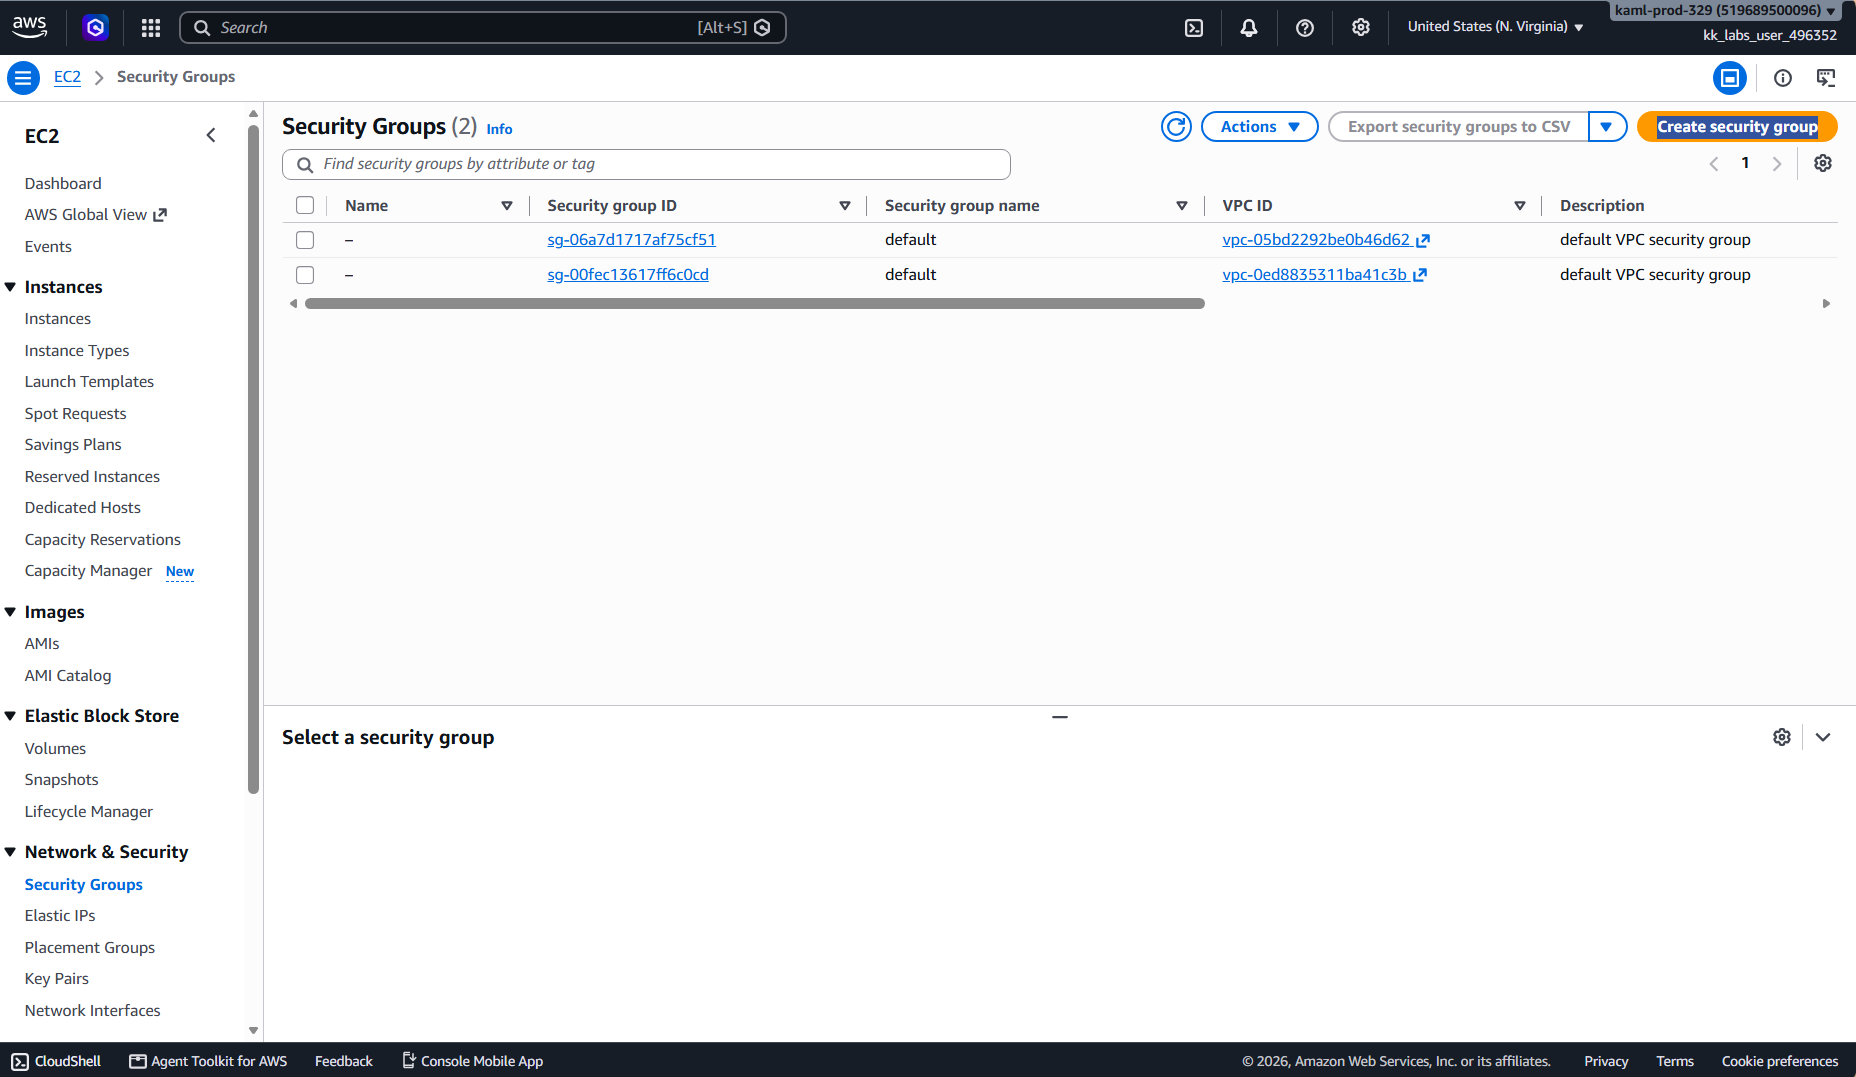 aws
Search
[Alt+S]
United States (N. Virginia)
kaml-prod-329 (519689500096)
kk_labs_user_496352
EC2
Security Groups
EC2
Dashboard
AWS Global View
Events
Instances
Instances
Instance Types
Launch Templates
Spot Requests
Savings Plans
Reserved Instances
Dedicated Hosts
Capacity Reservations
Capacity Manager New
Images
AMIs
AMI Catalog
Elastic Block Store
Volumes
Snapshots
Lifecycle Manager
Network & Security
Security Groups
Elastic IPs
Placement Groups
Key Pairs
Network Interfaces
Security Groups (2) Info
Actions
Export security groups to CSV
Create security group
Find security groups by attribute or tag
1
Name Security group ID Security group name VPC ID Description
– sg-06a7d1717af75cf51 default vpc-05bd2292be0b46d62 default VPC security group
– sg-00fec13617ff6c0cd default vpc-0ed8835311ba41c3b default VPC security group
Select a security group
CloudShell Agent Toolkit for AWS Feedback Console Mobile App © 2026, Amazon Web Services, Inc. or its affiliates. Privacy Terms Cookie preferences